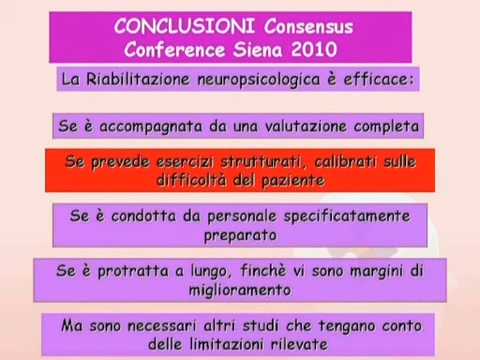 CONCLUSIONI Consensus
Conference Siena 2010
La Riabilitazione neuropsicologica è efficace:
Se è accompagnata da una valutazione completa
Se prevede esercizi strutturati, calibrati sulle
difficoltà del paziente
Se è condotta da personale specificatamente
preparato
Se è protratta a lungo, finchè vi sono margini di
miglioramento
Ma sono necessari altri studi che tengano conto
delle limitazioni rilevate